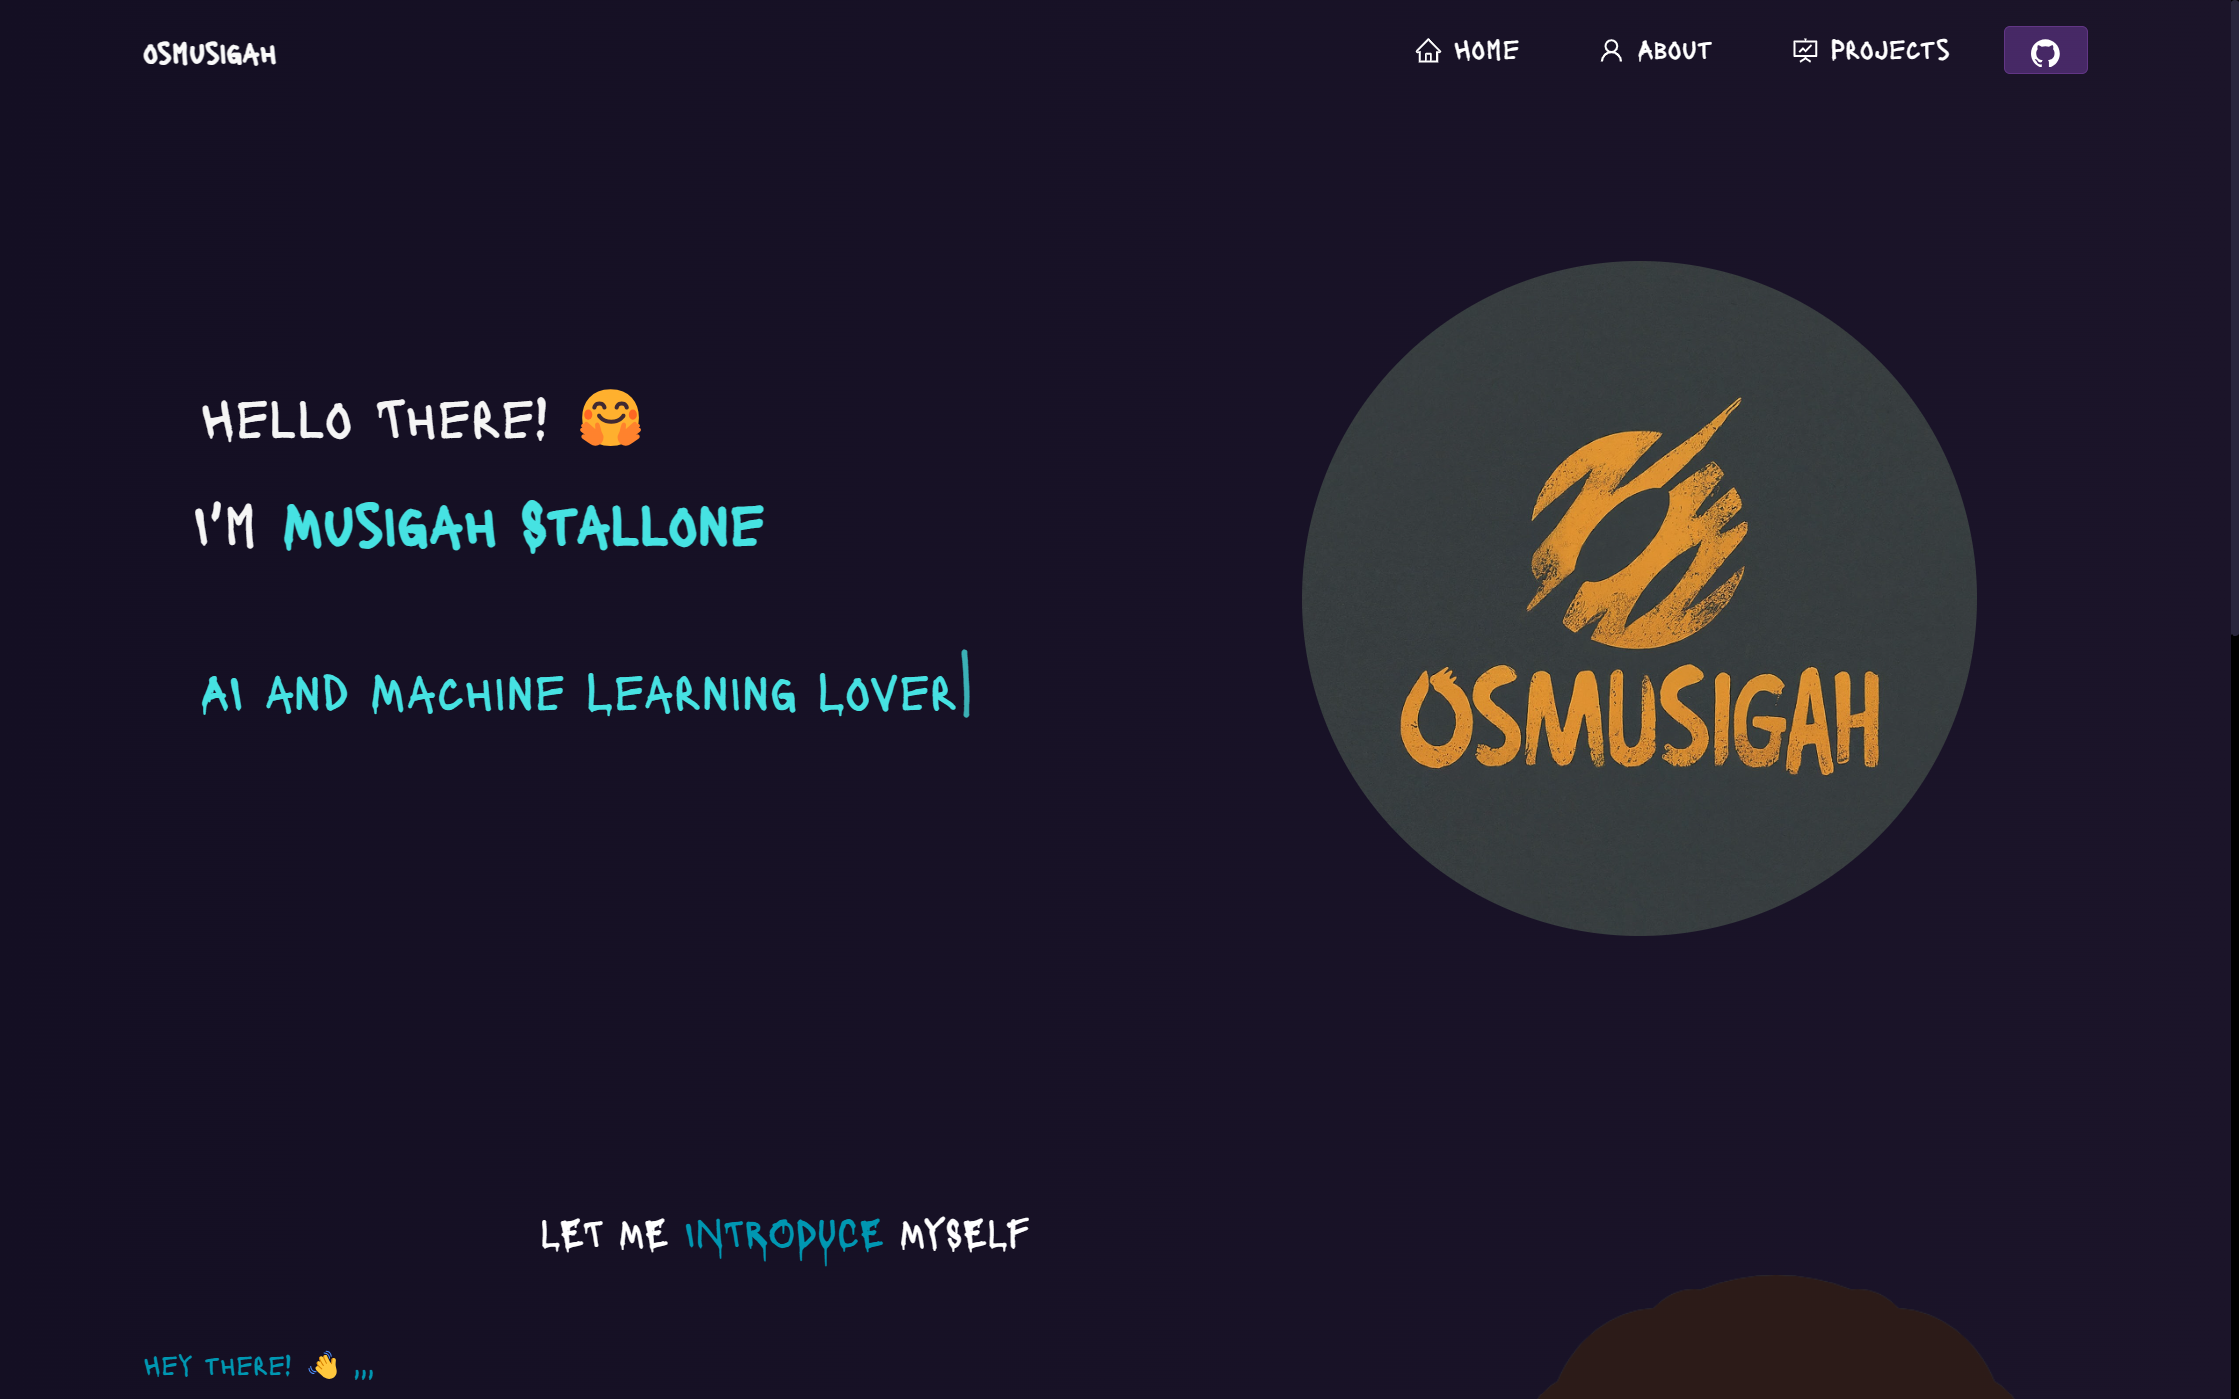 OSMUSIGAH
HOME
ABOUT
PROJECTS
HELLO THERE! 🤗
I'M MUSIGAH STALLONE
AI AND MACHINE LEARNING LOVER|
OSMUSIGAH
LET ME INTRODUCE MYSELF
HEY THERE! 👋 ,,,